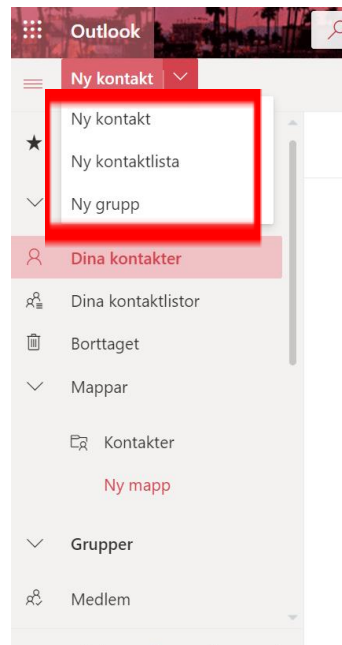 Outlook
Ny kontakt
Ny kontakt
Ny kontaktlista
Ny grupp
Dina kontakter
Dina kontaktlistor
Borttaget
Mappar
Kontakter
Ny mapp
Grupper
Medlem